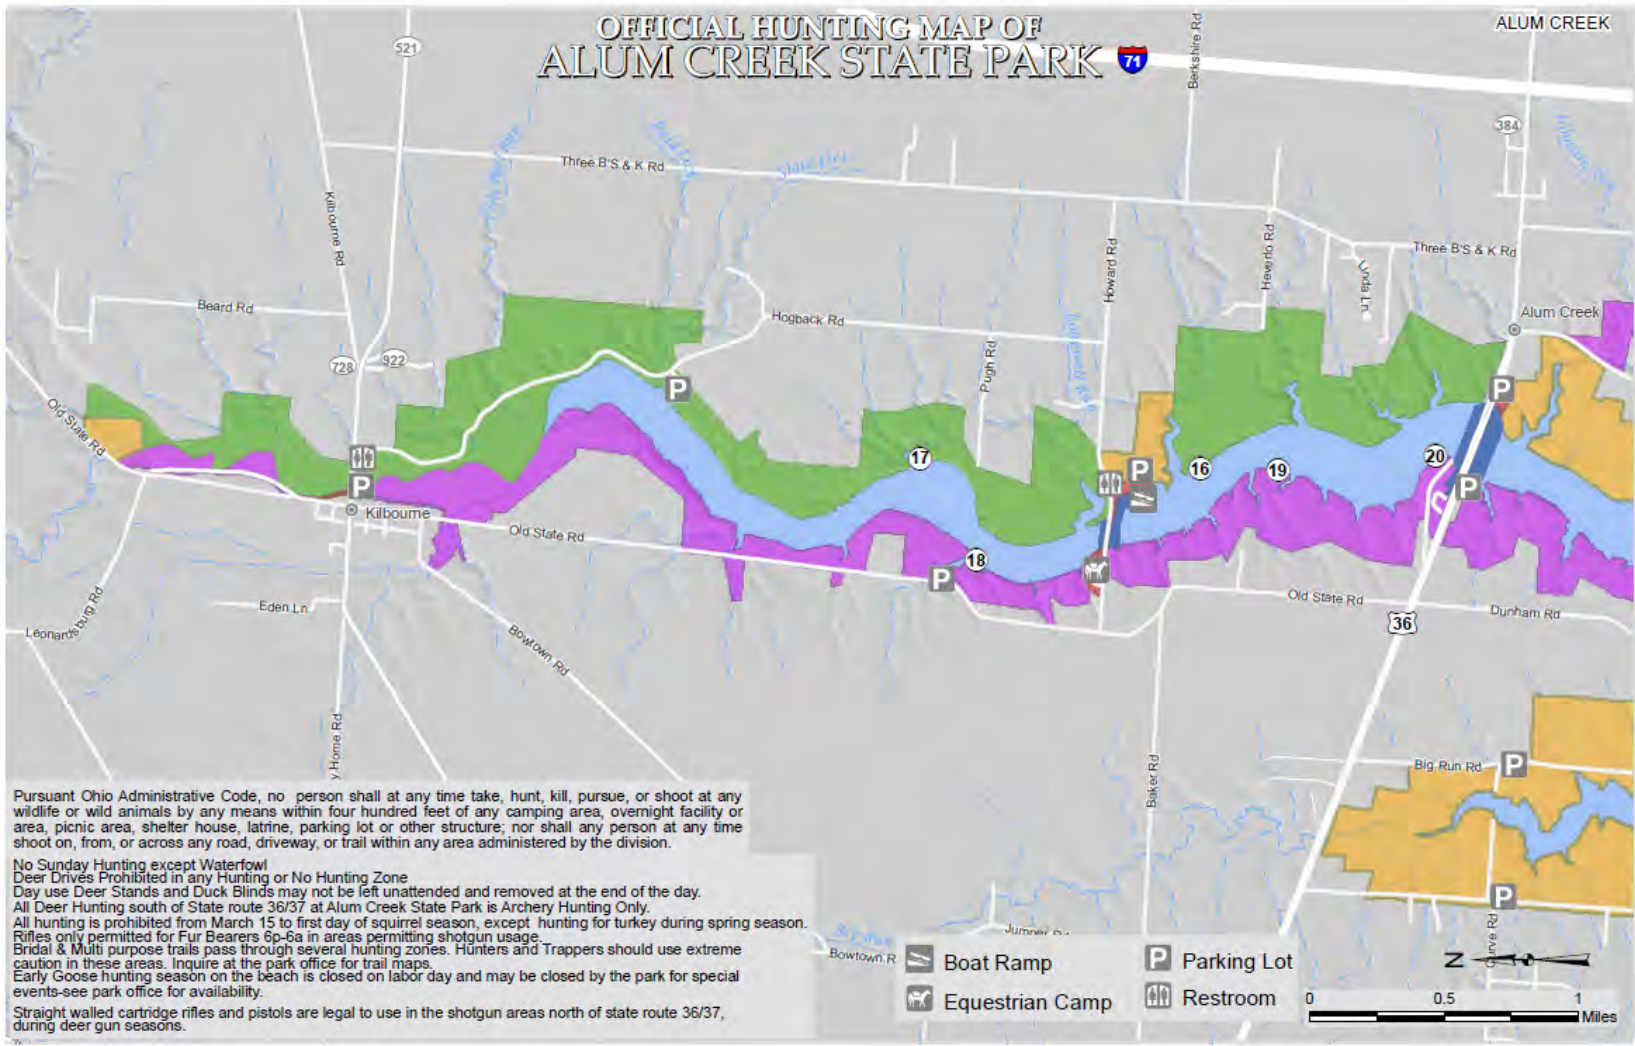 OFFICIAL HUNTING MAP OF
ALUM CREEK STATE PARK
71
ALUM CREEK
521
Berkshire Rd
384
Three B'S & K Rd
Kilbourne Rd
Howard Rd
Heverlo Rd
Three B'S & K Rd
Linda Ln
Beard Rd
Hogback Rd
Alum Creek
Pugh Rd
728
922
P
P
Old State Rd
17
P
16
19
20
P
P
Kilbourne
Old State Rd
18
P
Leonardsburg Rd
Eden Ln
Bowtown Rd
Old State Rd
Dunham Rd
36
y Home Rd
Baker Rd
Big Run Rd
P
P
Pursuant Ohio Administrative Code, no person shall at any time take, hunt, kill, pursue, or shoot at any
wildlife or wild animals by any means within four hundred feet of any camping area, overnight facility or
area, picnic area, shelter house, latrine, parking lot or other structure; nor shall any person at any time
shoot on, from, or across any road, driveway, or trail within any area administered by the division.
No Sunday Hunting except Waterfowl
Deer Drives Prohibited in any Hunting or No Hunting Zone
Day use Deer Stands and Duck Blinds may not be left unattended and removed at the end of the day.
All Deer Hunting south of State route 36/37 at Alum Creek State Park is Archery Hunting Only.
All hunting is prohibited from March 15 to first day of squirrel season, except hunting for turkey during spring season.
Rifles only permitted for Fur Bearers 6p-6a in areas permitting shotgun usage.
Bridal & Multi purpose trails pass through several hunting zones. Hunters and Trappers should use extreme
caution in these areas. Inquire at the park office for trail maps.
Early Goose hunting season on the beach is closed on labor day and may be closed by the park for special
events-see park office for availability.
Straight walled cartridge rifles and pistols are legal to use in the shotgun areas north of state route 36/37,
during deer gun seasons.
Bowtown R
Boat Ramp
Equestrian Camp
P Parking Lot
Restroom
N
0 0.5 1
Miles